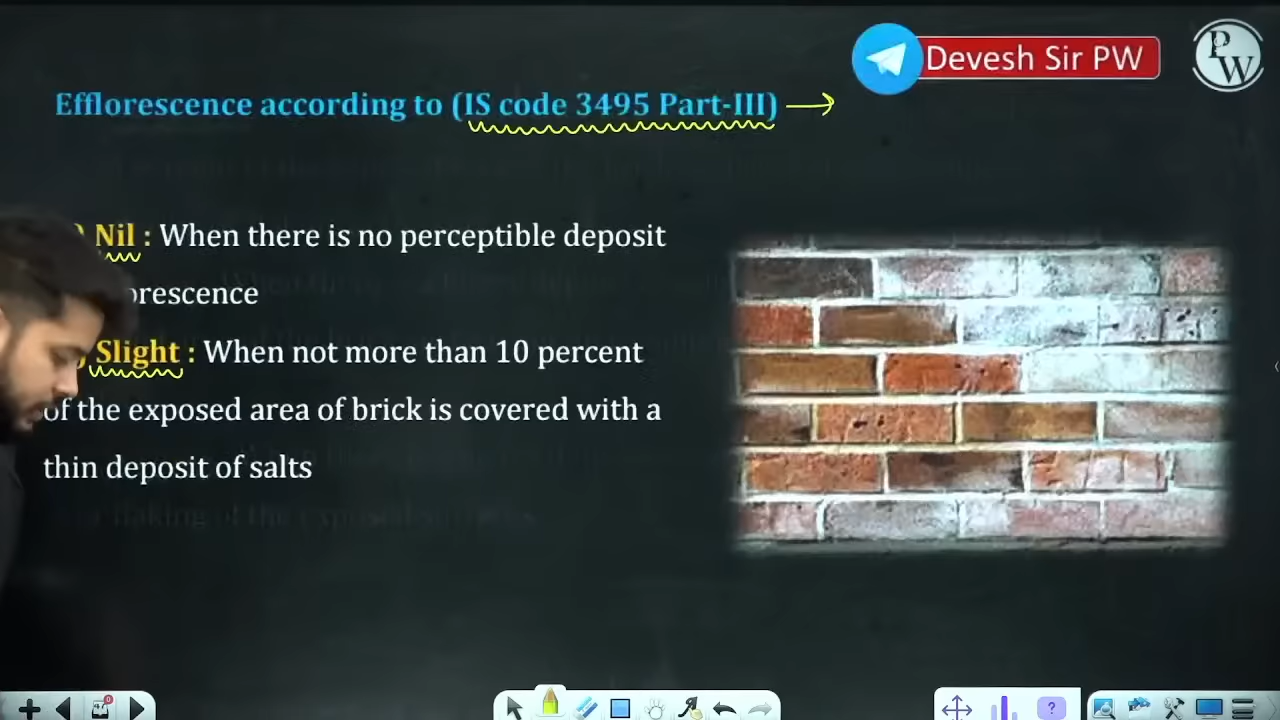 Devesh Sir PW
PW
Efflorescence according to (IS code 3495 Part-III)
) Nil : When there is no perceptible deposit
orescence
) Slight : When not more than 10 percent
of the exposed area of brick is covered with a
thin deposit of salts